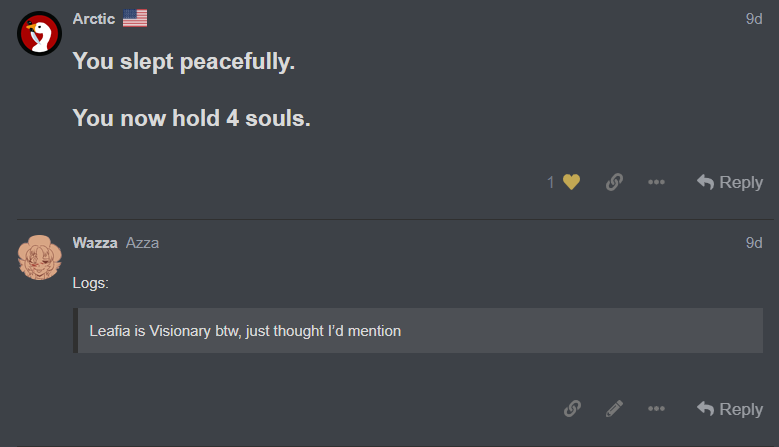 Arctic 9d
You slept peacefully.
You now hold 4 souls.
1 Reply
Wazza Azza 9d
Logs:
Leafia is Visionary btw, just thought I’d mention
Reply